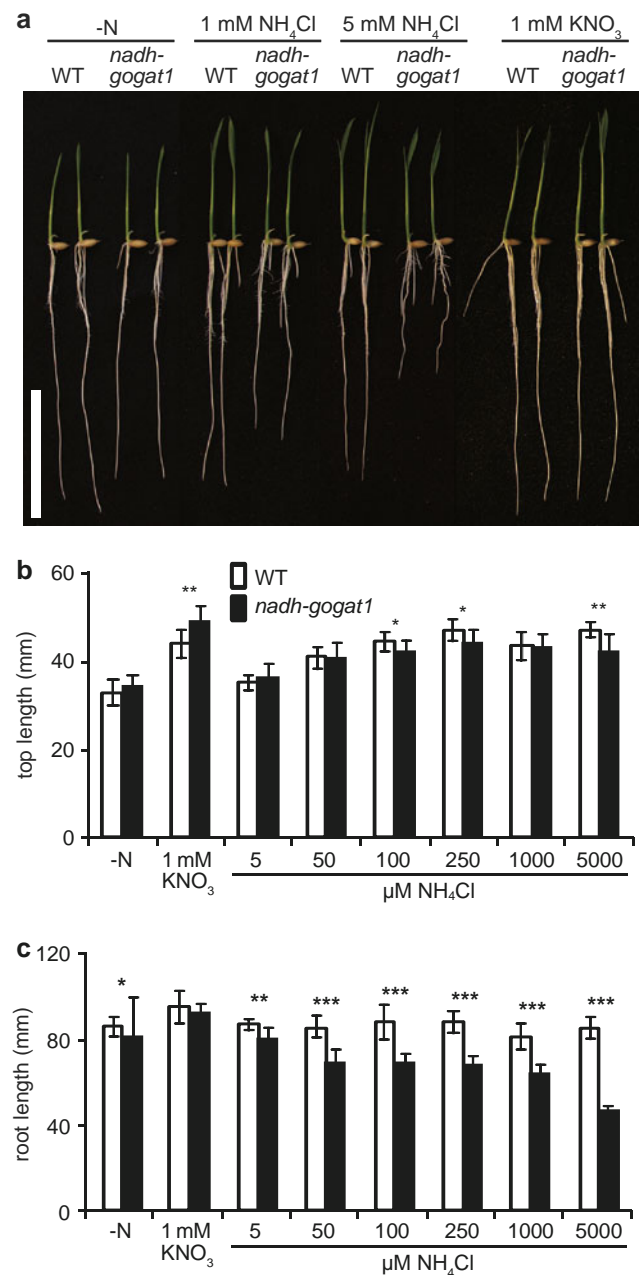 a
-N 1 mM NH₄Cl 5 mM NH₄Cl 1 mM KNO₃
WT nadh-gogat1 WT nadh-gogat1 WT nadh-gogat1 WT nadh-gogat1
b
60
40
20
0
top length (mm)
WT
nadh-gogat1
** * * **
-N 1 mM KNO₃ 5 50 100 250 1000 5000
µM NH₄Cl
c
120
80
40
0
root length (mm)
* ** *** *** *** *** ***
-N 1 mM KNO₃ 5 50 100 250 1000 5000
µM NH₄Cl